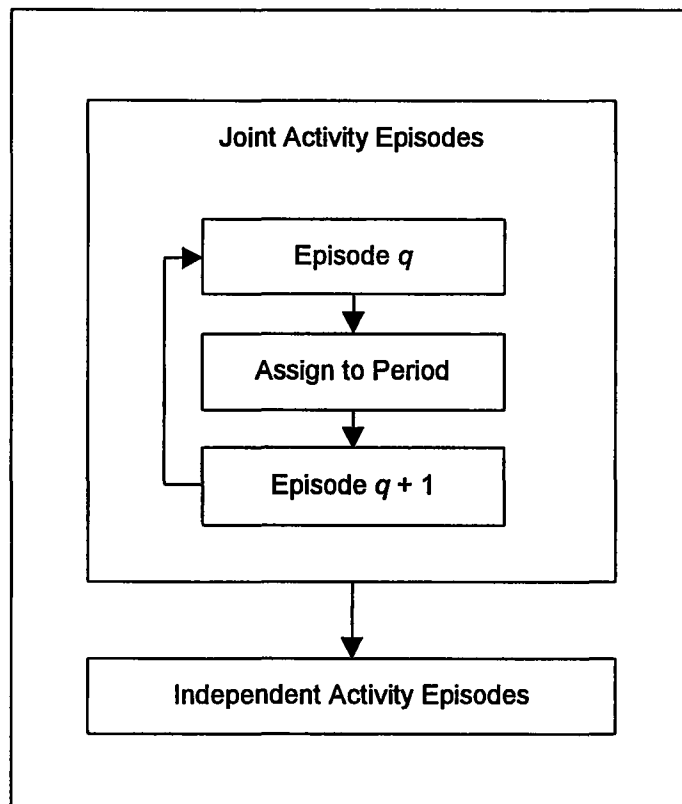 Joint Activity Episodes
Episode q
Assign to Period
Episode q + 1
Independent Activity Episodes